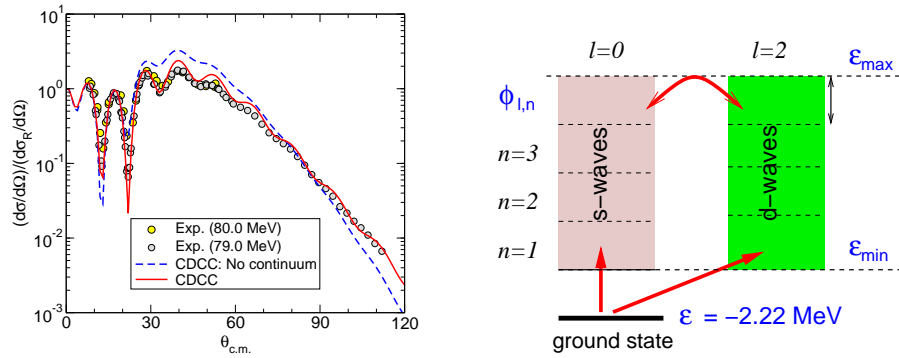 (dσ/dΩ)/(dσ_R/dΩ)
10^1
10^0
10^-1
10^-2
10^-3
0 30 60 90 120
θ_c.m.
Exp. (80.0 MeV)
Exp. (79.0 MeV)
CDCC: No continuum
CDCC
l=0 l=2
ε_max
ϕ_l,n
n=3
n=2
n=1
s-waves
d-waves
ε_min
ε = −2.22 MeV
ground state